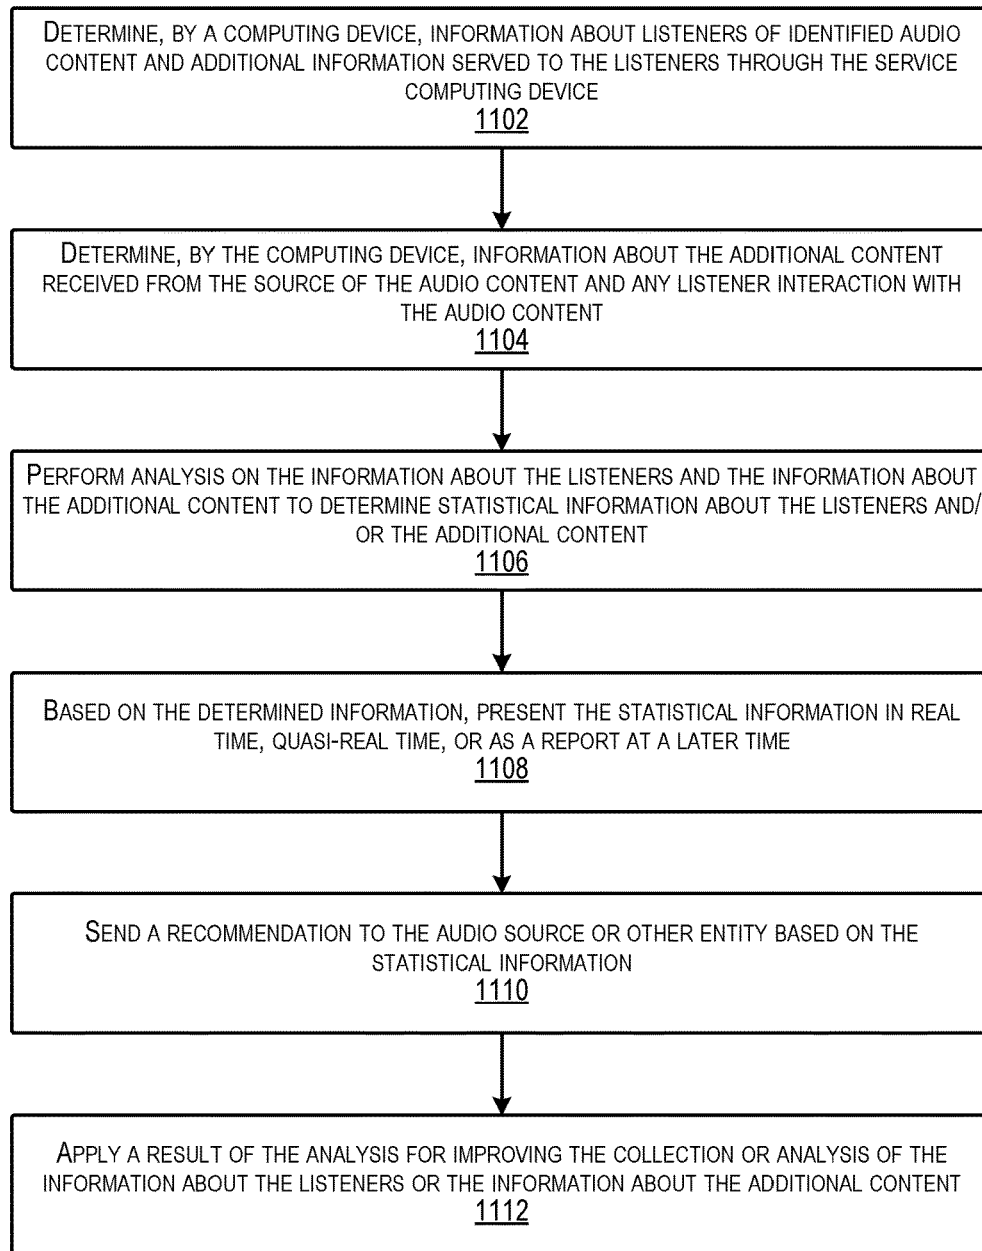 DETERMINE, BY A COMPUTING DEVICE, INFORMATION ABOUT LISTENERS OF IDENTIFIED AUDIO
CONTENT AND ADDITIONAL INFORMATION SERVED TO THE LISTENERS THROUGH THE SERVICE
COMPUTING DEVICE
1102
DETERMINE, BY THE COMPUTING DEVICE, INFORMATION ABOUT THE ADDITIONAL CONTENT
RECEIVED FROM THE SOURCE OF THE AUDIO CONTENT AND ANY LISTENER INTERACTION WITH
THE AUDIO CONTENT
1104
PERFORM ANALYSIS ON THE INFORMATION ABOUT THE LISTENERS AND THE INFORMATION ABOUT
THE ADDITIONAL CONTENT TO DETERMINE STATISTICAL INFORMATION ABOUT THE LISTENERS AND/
OR THE ADDITIONAL CONTENT
1106
BASED ON THE DETERMINED INFORMATION, PRESENT THE STATISTICAL INFORMATION IN REAL
TIME, QUASI-REAL TIME, OR AS A REPORT AT A LATER TIME
1108
SEND A RECOMMENDATION TO THE AUDIO SOURCE OR OTHER ENTITY BASED ON THE
STATISTICAL INFORMATION
1110
APPLY A RESULT OF THE ANALYSIS FOR IMPROVING THE COLLECTION OR ANALYSIS OF THE
INFORMATION ABOUT THE LISTENERS OR THE INFORMATION ABOUT THE ADDITIONAL CONTENT
1112